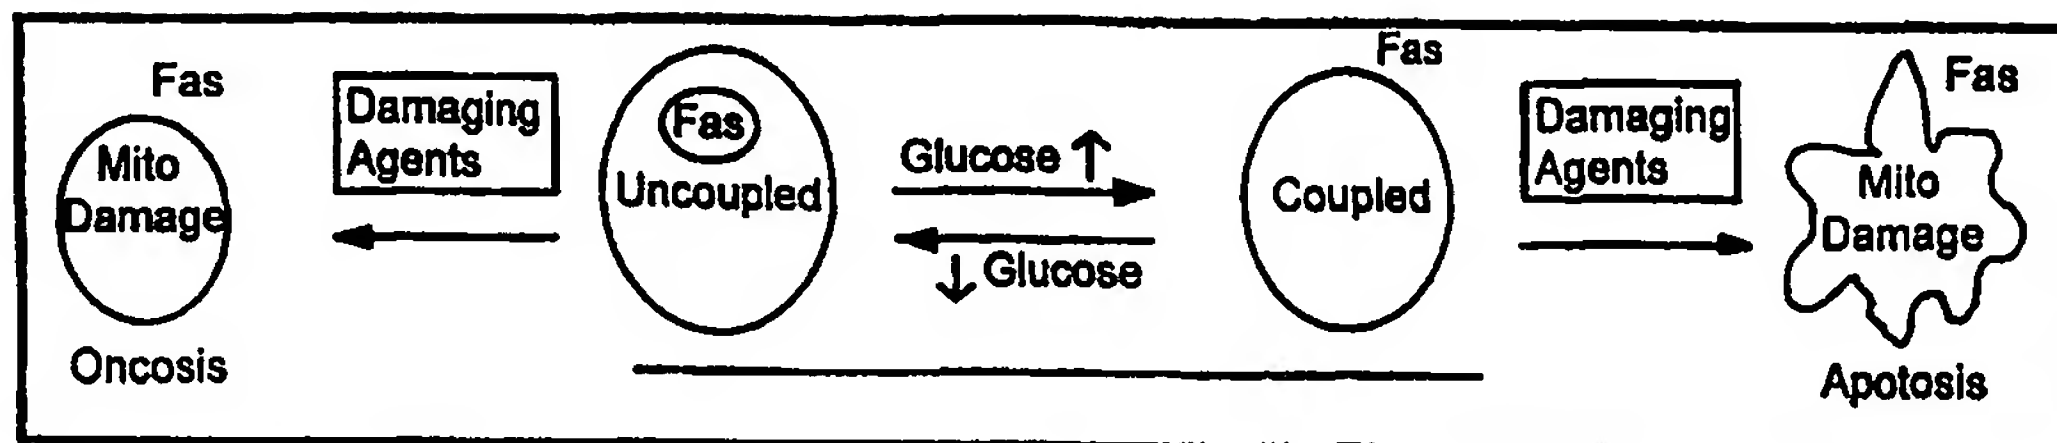 Fas
Mito
Damage
Oncosis
Damaging
Agents
Fas
Uncoupled
Glucose ↑
↓ Glucose
Fas
Coupled
Damaging
Agents
Fas
Mito
Damage
Apotosis